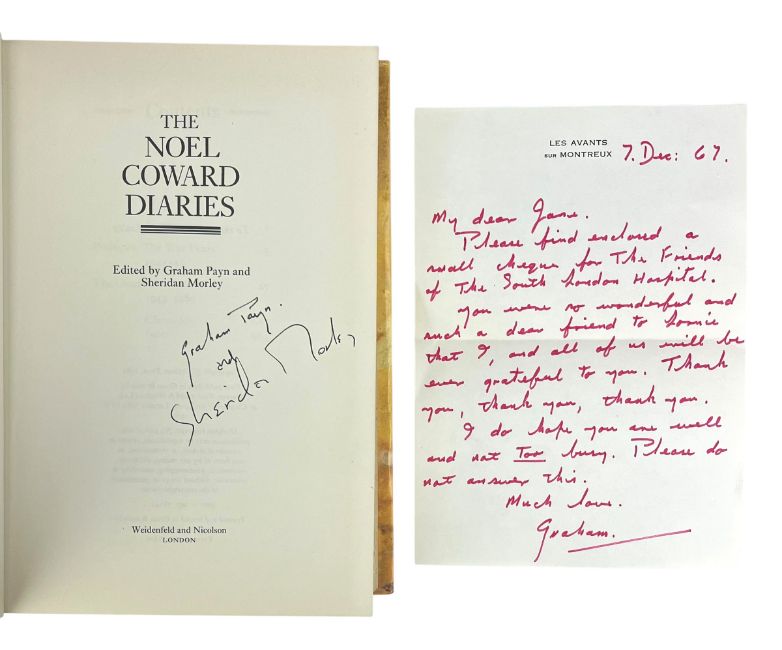 THE
NOEL
COWARD
DIARIES
Edited by Graham Payn and
Sheridan Morley
Graham Payn.
and
Sheridan Morley
Weidenfeld and Nicolson
LONDON
LES AVANTS
SUR MONTREUX 7. Dec: 67.
My dear Jane.
Please find enclosed a
small cheque for The Friends
of The South London Hospital.
You were so wonderful and
such a dear friend to Lornie
that I, and all of us will be
ever grateful to you. Thank
you, thank you, thank you.
I do hope you are well
and not Too busy. Please do
not answer this.
Much love.
Graham.